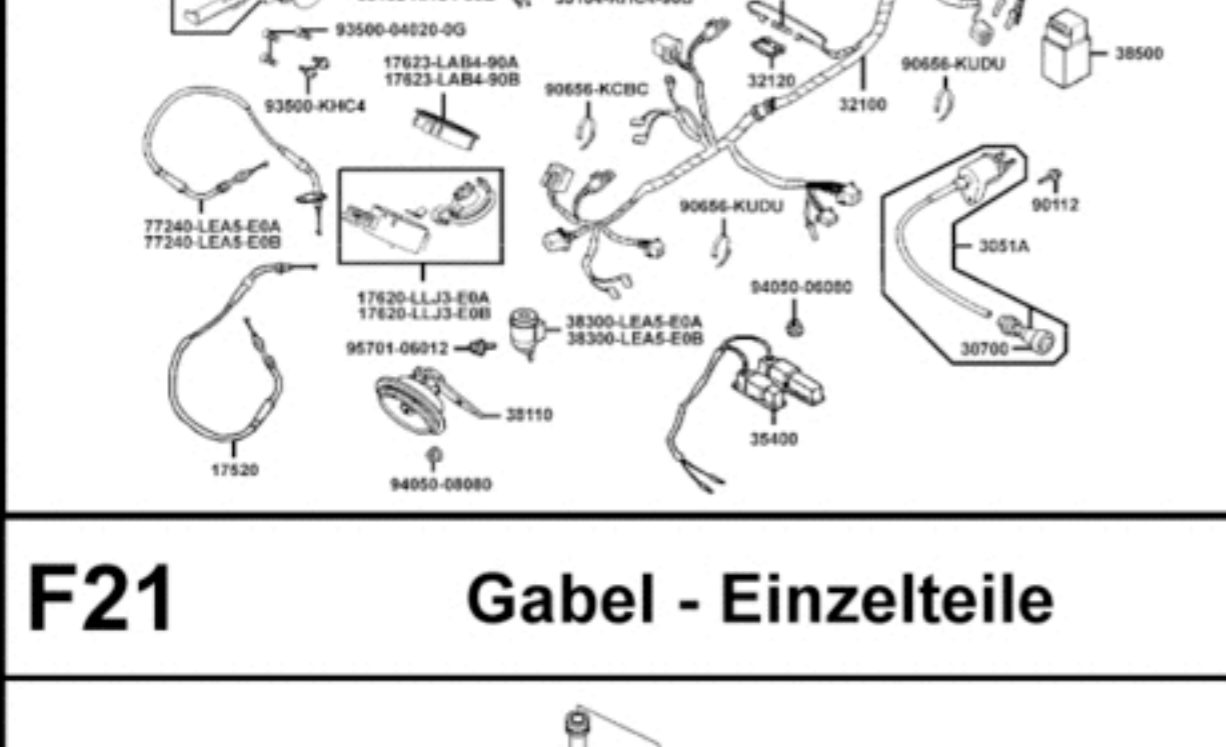 93500-04020-0G
17623-LAB4-90A
17623-LAB4-90B
93500-KHC4
90656-KCBC
32120
32100
90656-KUDU
38500
77240-LEA5-E0A
77240-LEA5-E0B
90656-KUDU
90112
3051A
17620-LLJ3-E0A
17620-LLJ3-E0B
94050-06080
38300-LEA5-E0A
38300-LEA5-E0B
95701-06012
30700
38110
35400
17520
94050-08080
F21 Gabel - Einzelteile